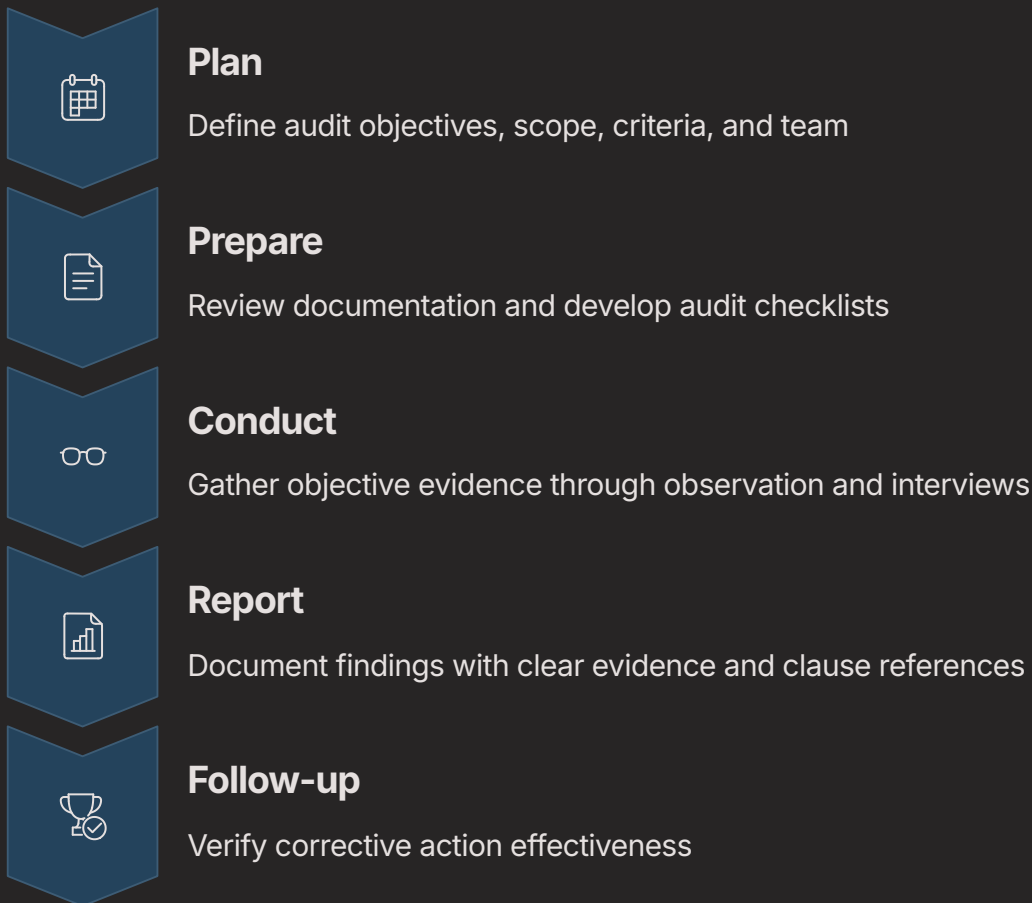 Plan
Define audit objectives, scope, criteria, and team
Prepare
Review documentation and develop audit checklists
Conduct
Gather objective evidence through observation and interviews
Report
Document findings with clear evidence and clause references
Follow-up
Verify corrective action effectiveness